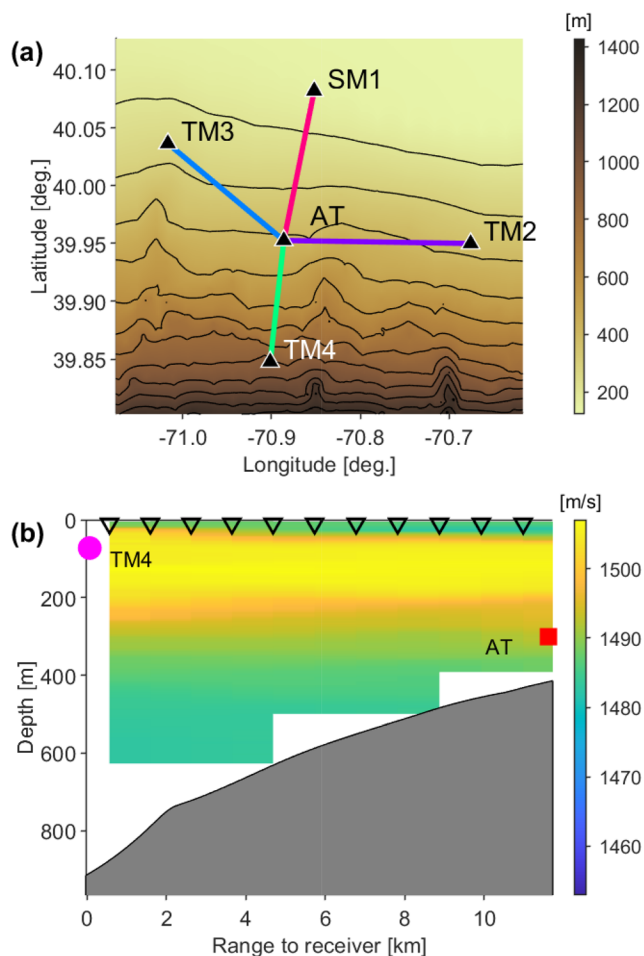 (a)
[m]
40.10
40.05
40.00
39.95
39.90
39.85
Latitude [deg.]
SM1
TM3
AT
TM2
TM4
-71.0 -70.9 -70.8 -70.7
Longitude [deg.]
1400
1200
1000
800
600
400
200
(b)
[m/s]
0
200
400
600
800
Depth [m]
TM4
AT
0 2 4 6 8 10
Range to receiver [km]
1500
1490
1480
1470
1460